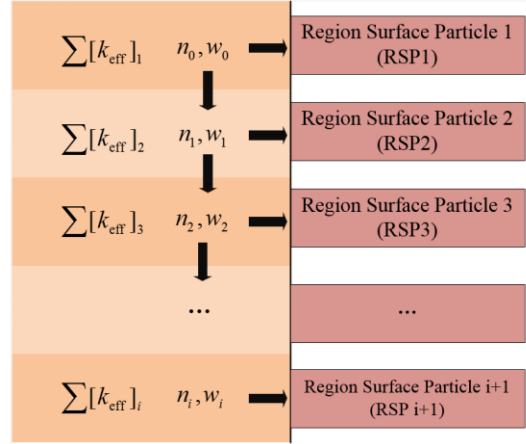 ∑[k_eff]_1 n_0, w_0 Region Surface Particle 1
(RSP1)
∑[k_eff]_2 n_1, w_1 Region Surface Particle 2
(RSP2)
∑[k_eff]_3 n_2, w_2 Region Surface Particle 3
(RSP3)
... ...
∑[k_eff]_i n_i, w_i Region Surface Particle i+1
(RSP i+1)